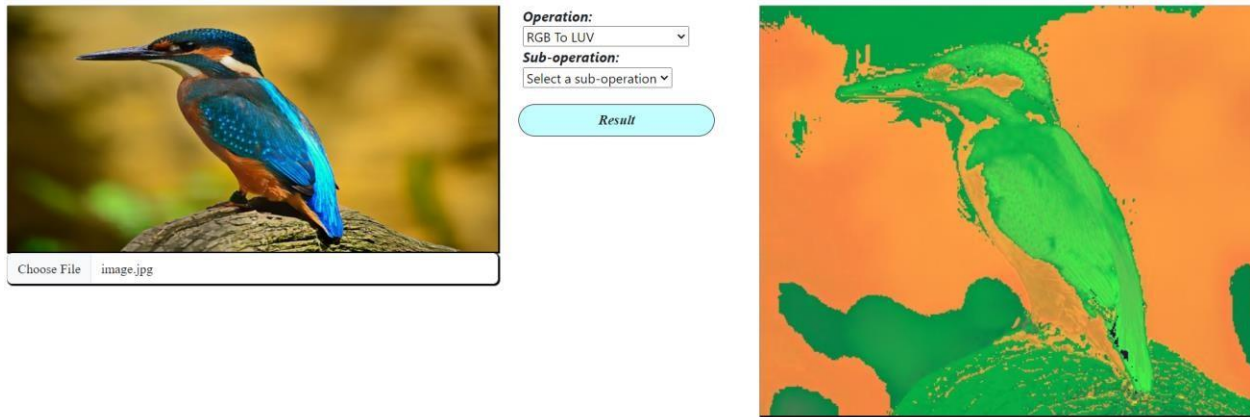 Operation:
RGB To LUV
Sub-operation:
Select a sub-operation
Result
Choose File image.jpg